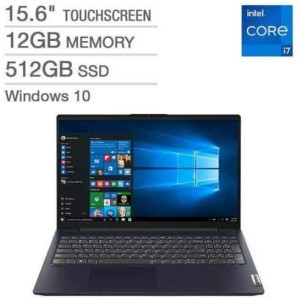 15.6" TOUCHSCREEN
12GB MEMORY
512GB SSD
Windows 10
intel
CORE
i7